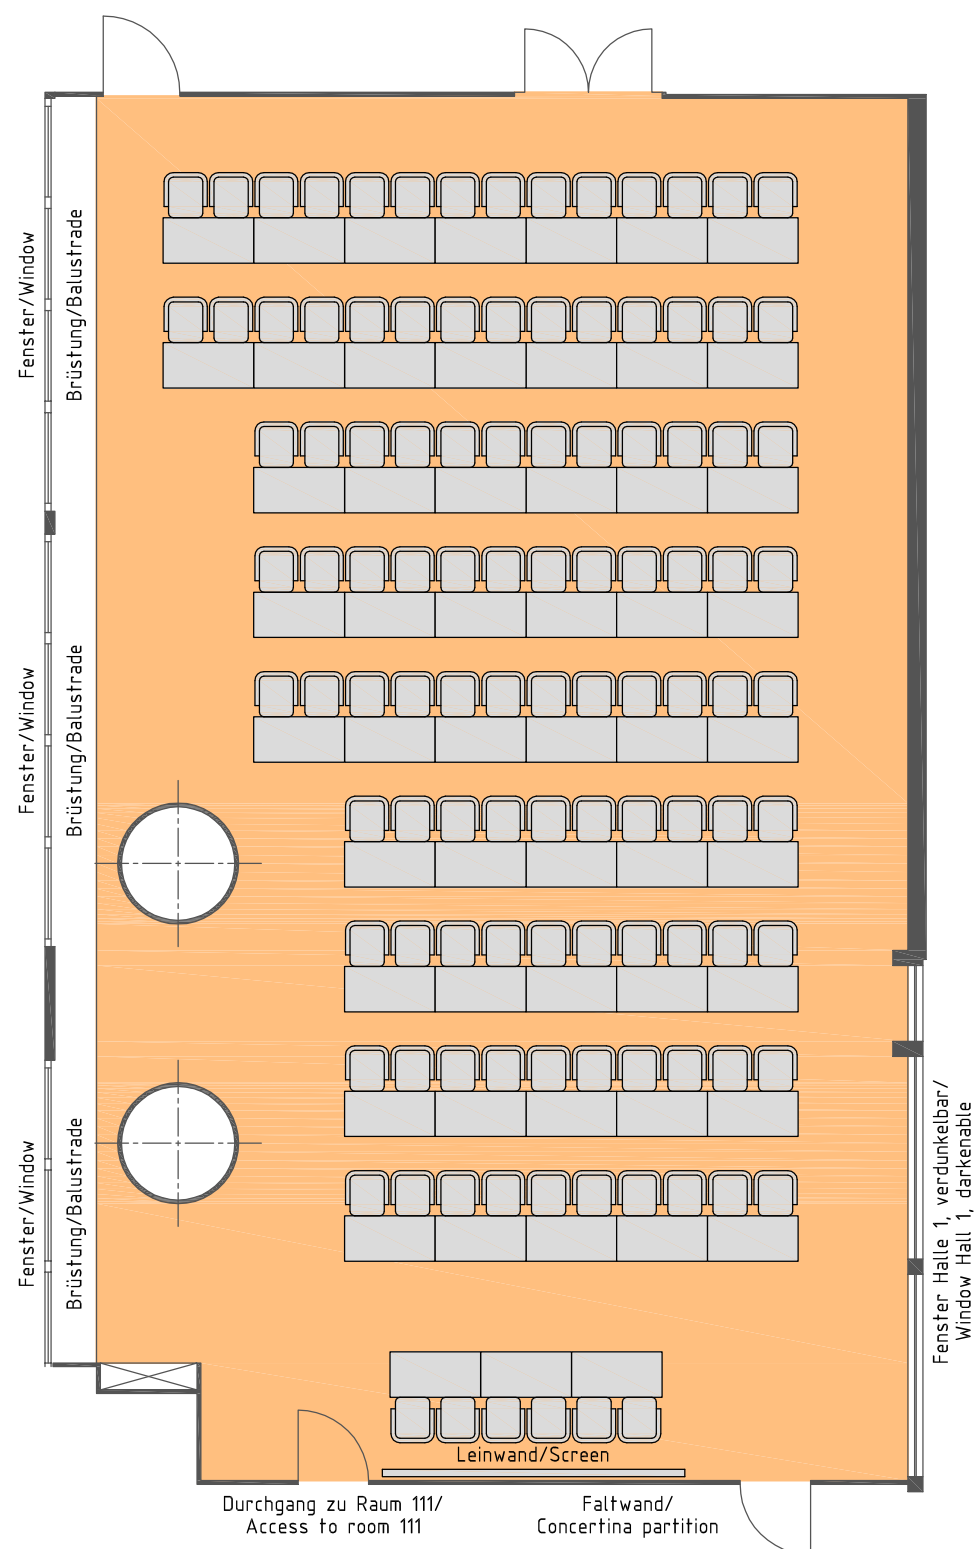 Fenster/Window
Brüstung/Balustrade
Fenster/Window
Brüstung/Balustrade
Fenster/Window
Brüstung/Balustrade
Fenster Halle 1, verdunkelbar/
Window Hall 1, darkenable
Leinwand/Screen
Durchgang zu Raum 111/
Access to room 111
Faltwand/
Concertina partition